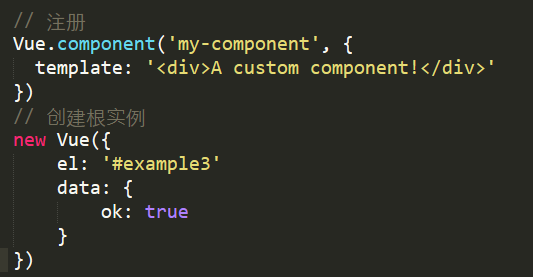 // 注册
Vue.component('my-component', {
  template: '<div>A custom component!</div>'
})
// 创建根实例
new Vue({
    el: '#example3'
    data: {
        ok: true
    }
})